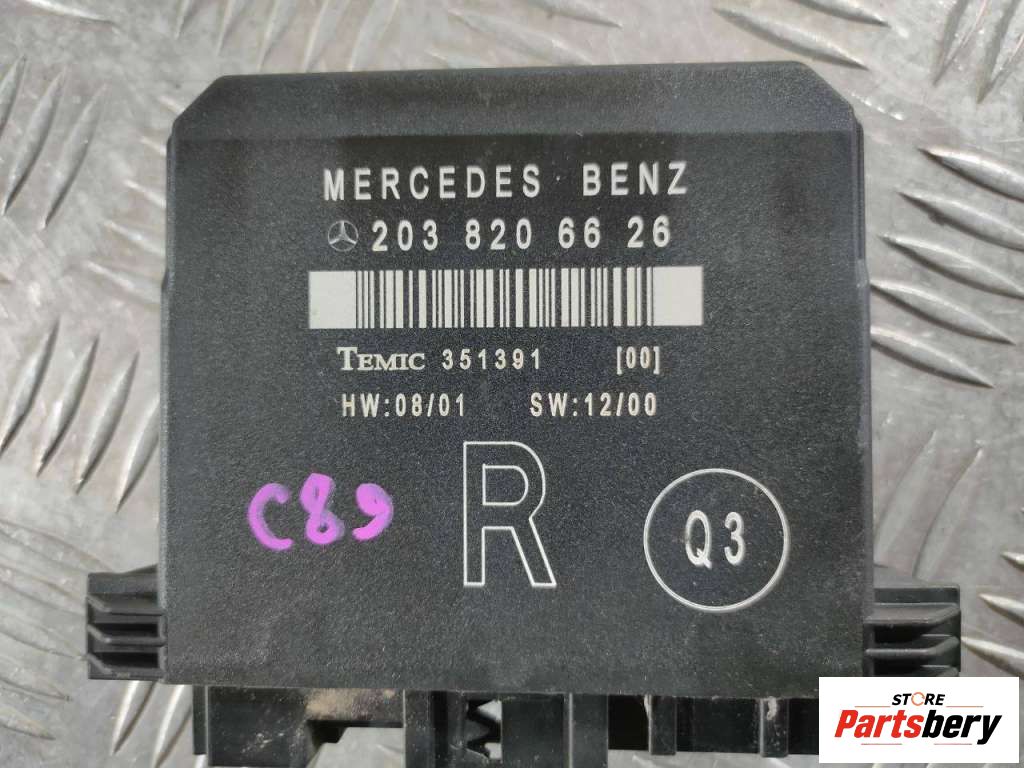 MERCEDES BENZ
203 820 66 26
TEMIC 351391 [00]
HW:08/01 SW:12/00
R
C89
Q3
STORE
Partsbery